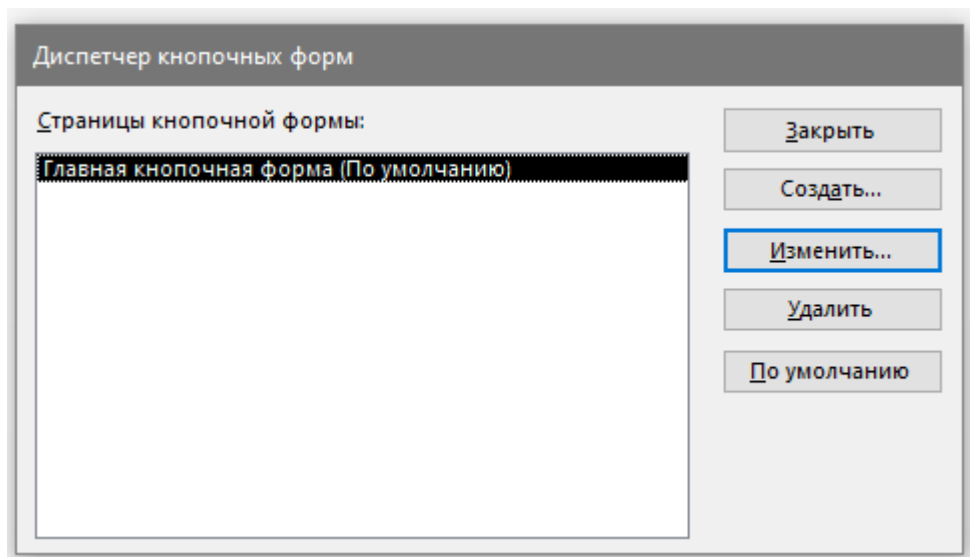 Диспетчер кнопочных форм
Страницы кнопочной формы:
Главная кнопочная форма (По умолчанию)
Закрыть
Создать...
Изменить...
Удалить
По умолчанию